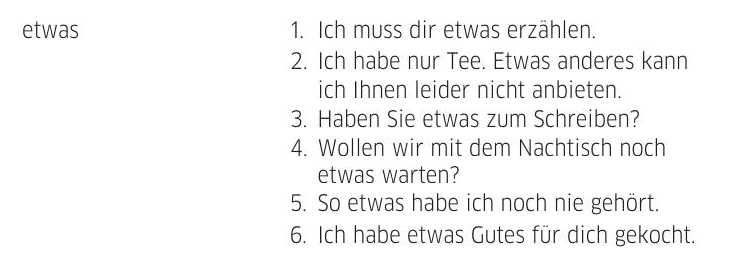 etwas
1. Ich muss dir etwas erzählen.
2. Ich habe nur Tee. Etwas anderes kann
ich Ihnen leider nicht anbieten.
3. Haben Sie etwas zum Schreiben?
4. Wollen wir mit dem Nachtisch noch
etwas warten?
5. So etwas habe ich noch nie gehört.
6. Ich habe etwas Gutes für dich gekocht.